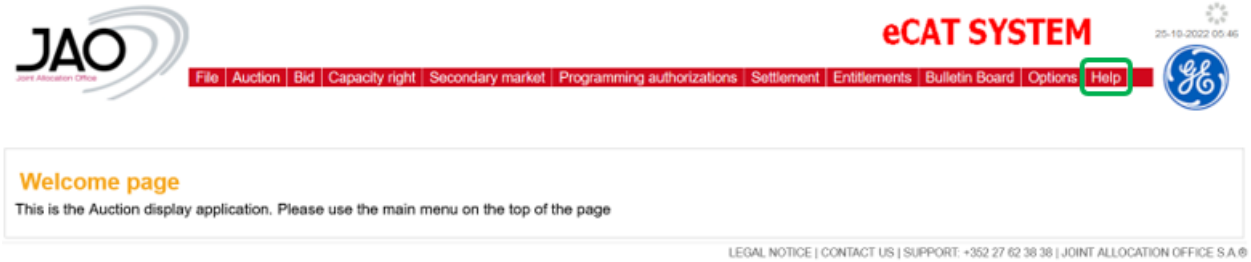 JAO
Joint Allocation Office
eCAT SYSTEM
25-10-2022 05:46
File Auction Bid Capacity right Secondary market Programming authorizations Settlement Entitlements Bulletin Board Options Help
GE
Welcome page
This is the Auction display application. Please use the main menu on the top of the page
LEGAL NOTICE | CONTACT US | SUPPORT: +352 27 62 38 38 | JOINT ALLOCATION OFFICE S.A.®